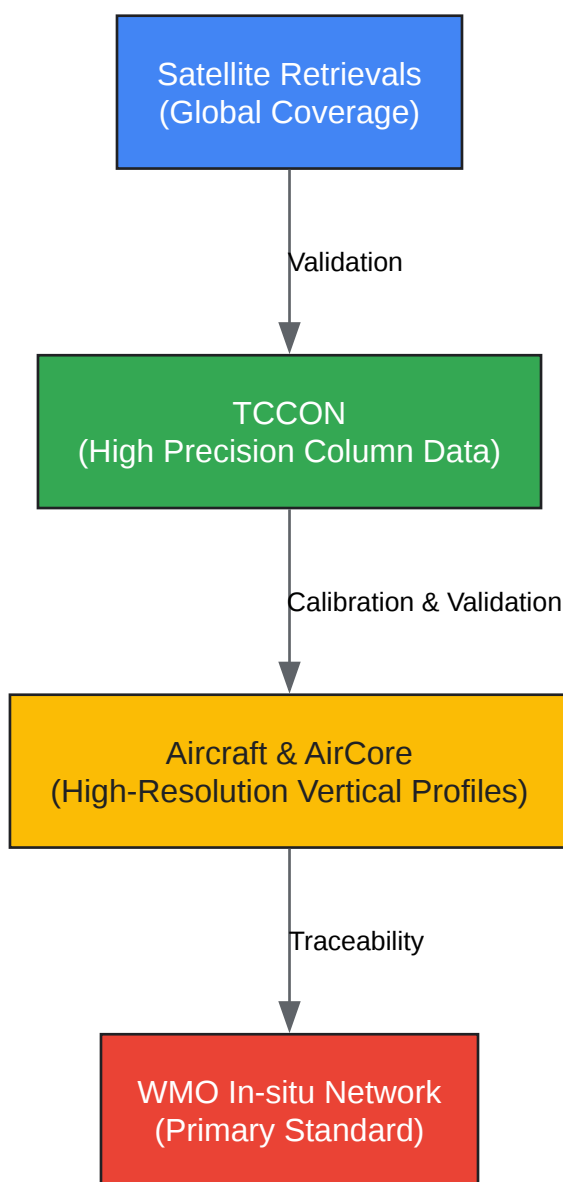 Satellite Retrievals
(Global Coverage)
Validation
TCCON
(High Precision Column Data)
Calibration & Validation
Aircraft & AirCore
(High-Resolution Vertical Profiles)
Traceability
WMO In-situ Network
(Primary Standard)